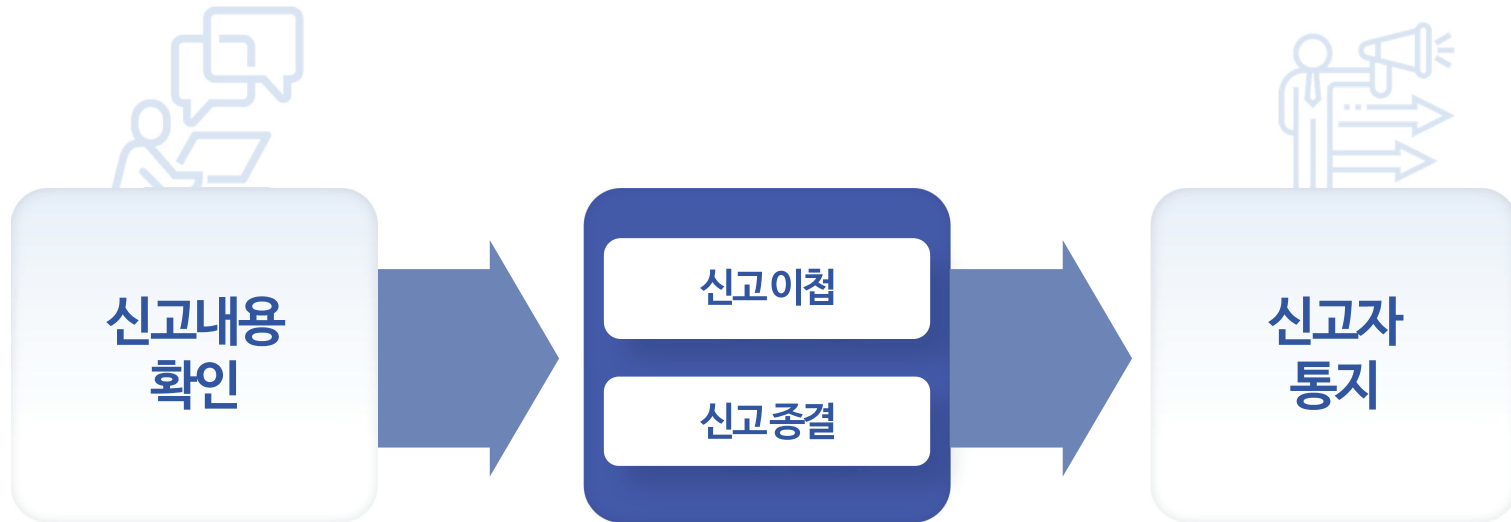 신고내용
확인
신고 이첩
신고 종결
신고자
통지